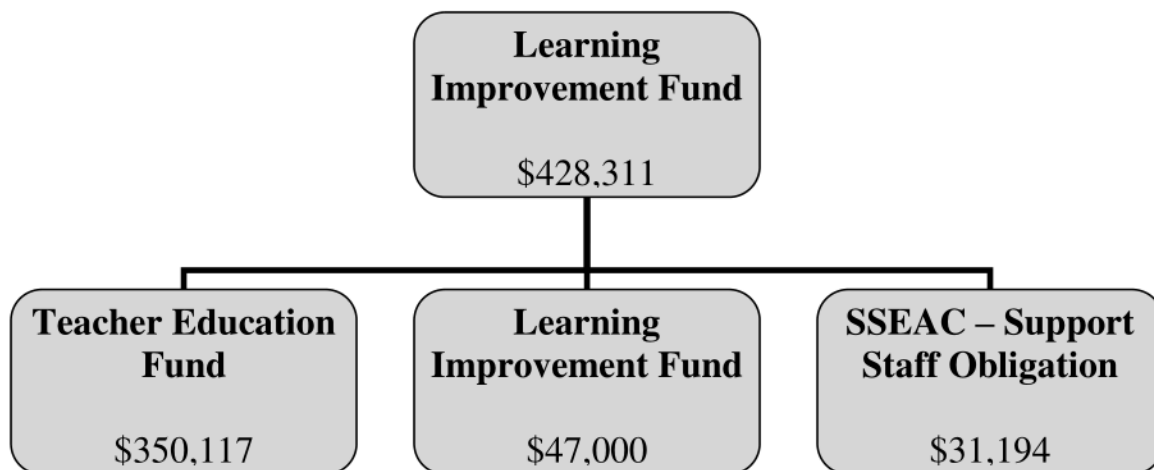 Learning
Improvement Fund
$428,311
Teacher Education
Fund
$350,117
Learning
Improvement Fund
$47,000
SSEAC – Support
Staff Obligation
$31,194